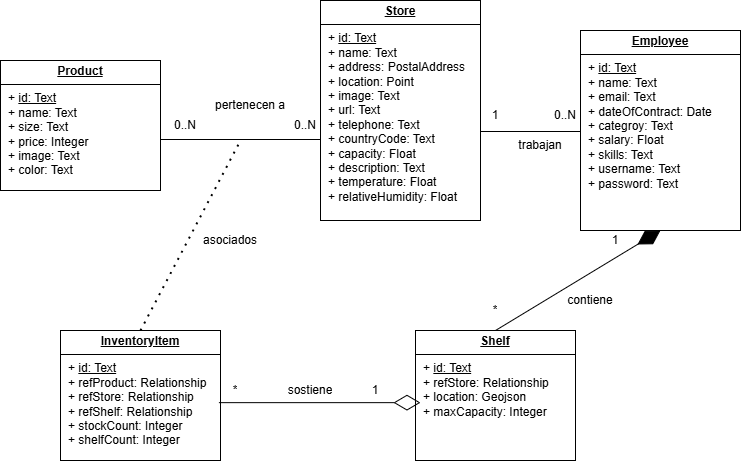 Store
+ id: Text
+ name: Text
+ address: PostalAddress
+ location: Point
+ image: Text
+ url: Text
+ telephone: Text
+ countryCode: Text
+ capacity: Float
+ description: Text
+ temperature: Float
+ relativeHumidity: Float
Employee
+ id: Text
+ name: Text
+ email: Text
+ dateOfContract: Date
+ categroy: Text
+ salary: Float
+ skills: Text
+ username: Text
+ password: Text
Product
+ id: Text
+ name: Text
+ size: Text
+ price: Integer
+ image: Text
+ color: Text
pertenecen a
0..N
0..N
1
0..N
trabajan
asociados
1
contiene
*
InventoryItem
+ id: Text
+ refProduct: Relationship
+ refStore: Relationship
+ refShelf: Relationship
+ stockCount: Integer
+ shelfCount: Integer
*
sostiene
1
Shelf
+ id: Text
+ refStore: Relationship
+ location: Geojson
+ maxCapacity: Integer